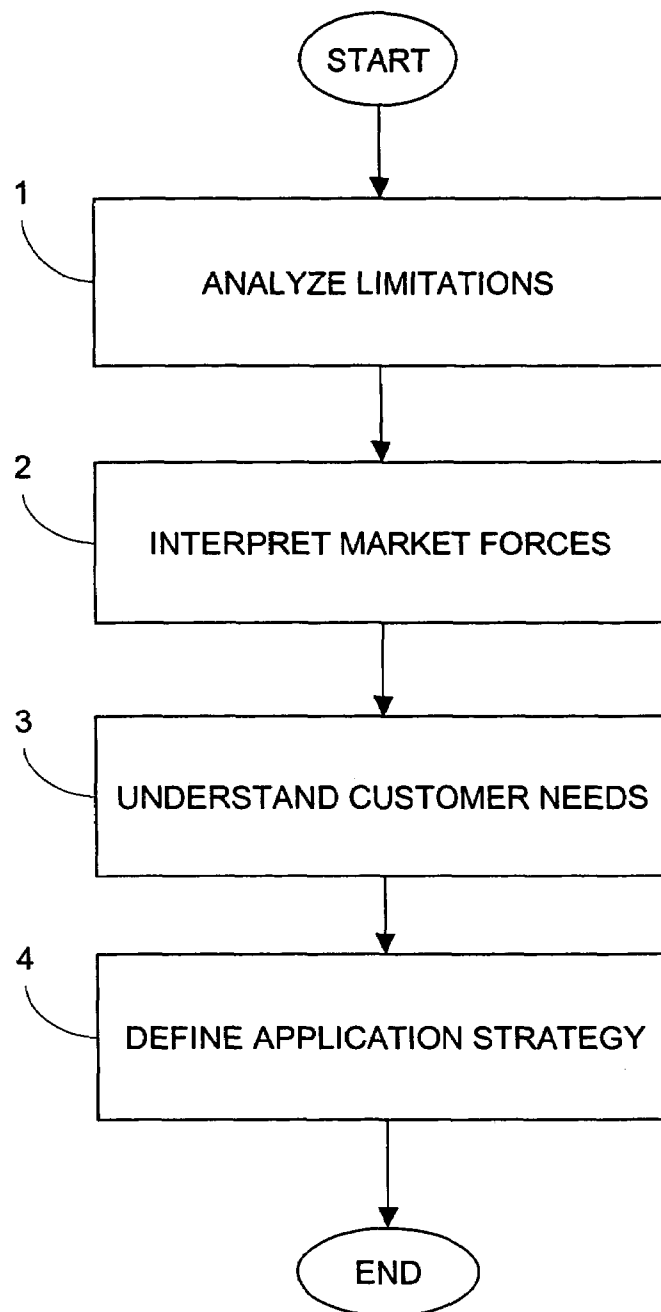 START
1
ANALYZE LIMITATIONS
2
INTERPRET MARKET FORCES
3
UNDERSTAND CUSTOMER NEEDS
4
DEFINE APPLICATION STRATEGY
END